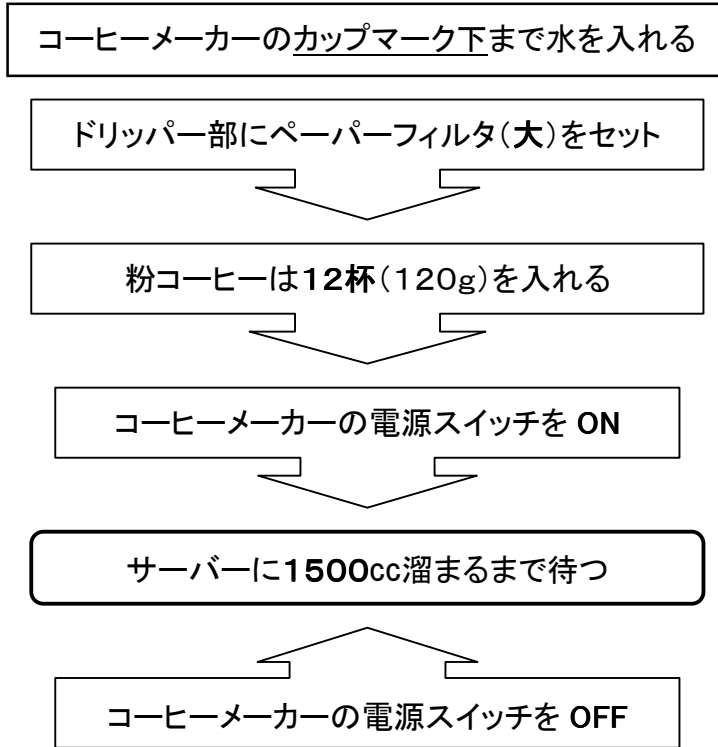 コーヒーメーカーのカップマーク下まで水を入れる
ドリッパー部にペーパーフィルタ(大)をセット
粉コーヒーは12杯(120g)を入れる
コーヒーメーカーの電源スイッチを ON
サーバーに1500cc溜まるまで待つ
コーヒーメーカーの電源スイッチを OFF